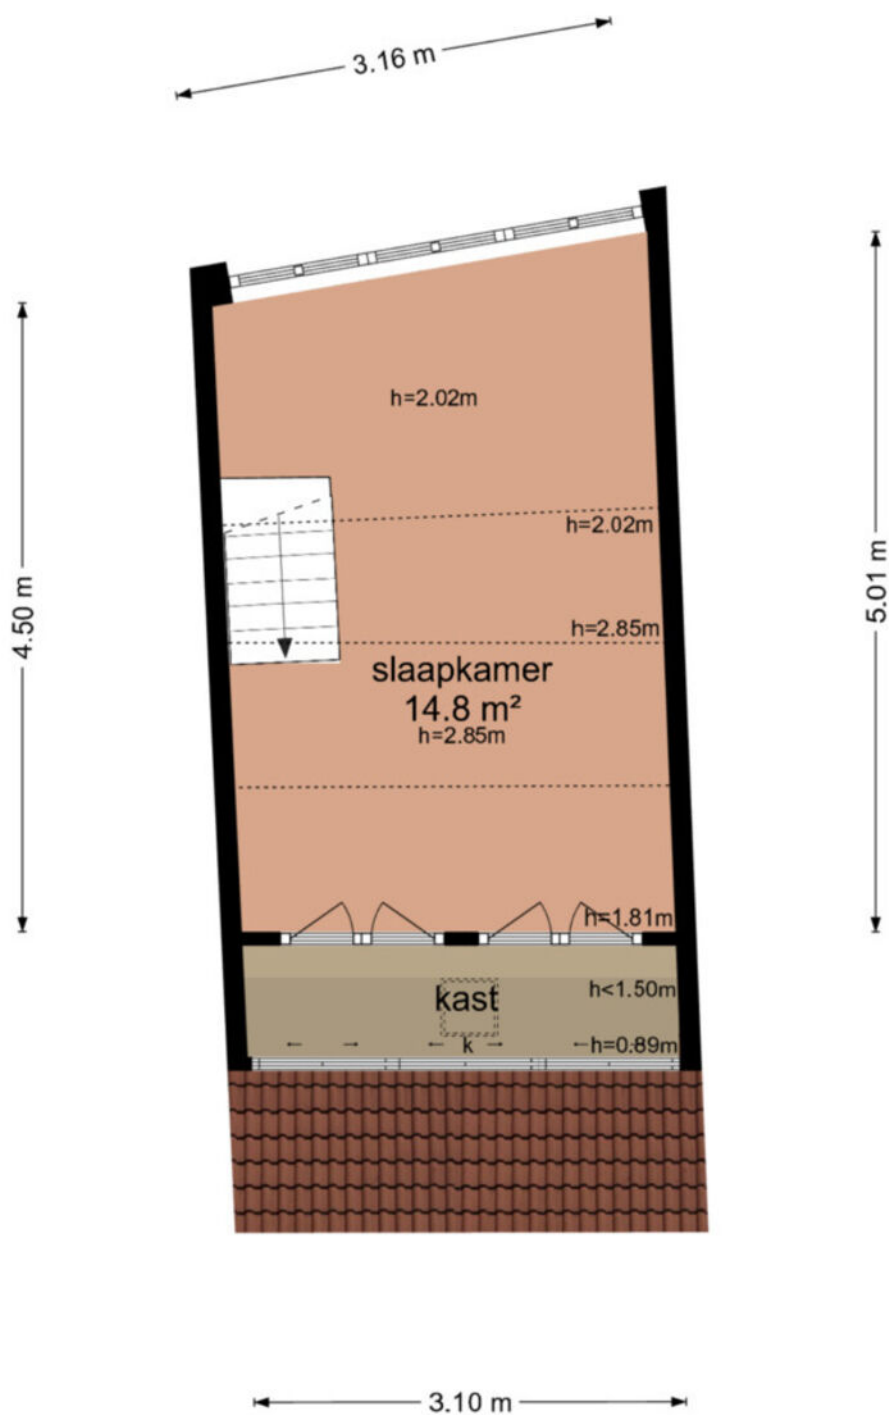 3.16 m
h=2.02m
h=2.02m
4.50 m
5.01 m
h=2.85m
slaapkamer
14.8 m²
h=2.85m
h=1.81m
h<1.50m
kast
k
h=0.89m
3.10 m